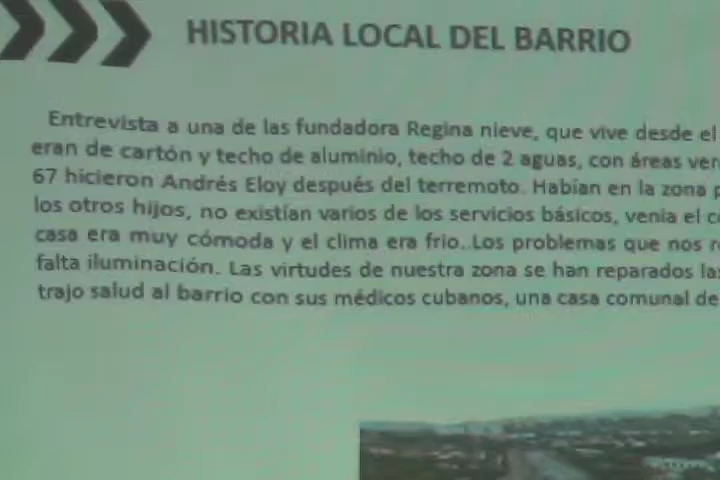 HISTORIA LOCAL DEL BARRIO
Entrevista a una de las fundadora Regina nieve, que vive desde el
eran de cartón y techo de aluminio, techo de 2 aguas, con áreas ver
67 hicieron Andrés Eloy después del terremoto. Habían en la zona p
los otros hijos, no existían varios de los servicios básicos, venia el c
casa era muy cómoda y el clima era frio. Los problemas que nos r
falta iluminación. Las virtudes de nuestra zona se han reparados las
trajo salud al barrio con sus médicos cubanos, una casa comunal de